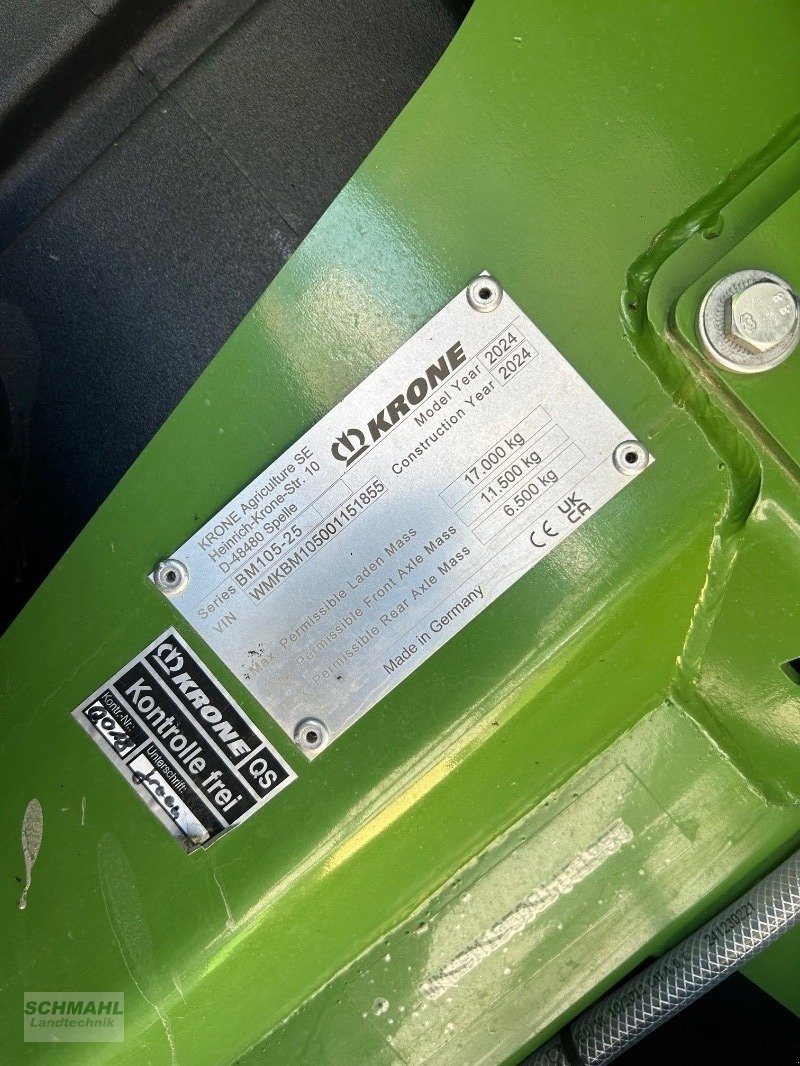 KRONE
KRONE Agriculture SE
Heinrich-Krone-Str. 10
D-48480 Spelle
Model Year 2024
Construction Year 2024
Series BM105-25
VIN WMKBM105001151855
Max. Permissible Laden Mass 17.000 kg
Permissible Front Axle Mass 11.500 kg
Permissible Rear Axle Mass 6.500 kg
Made in Germany
CE UK CA
KRONE QS
Kontrolle frei
Kontr.-Nr.:
Unterschrift:
241230221
SCHMAHL
Landtechnik